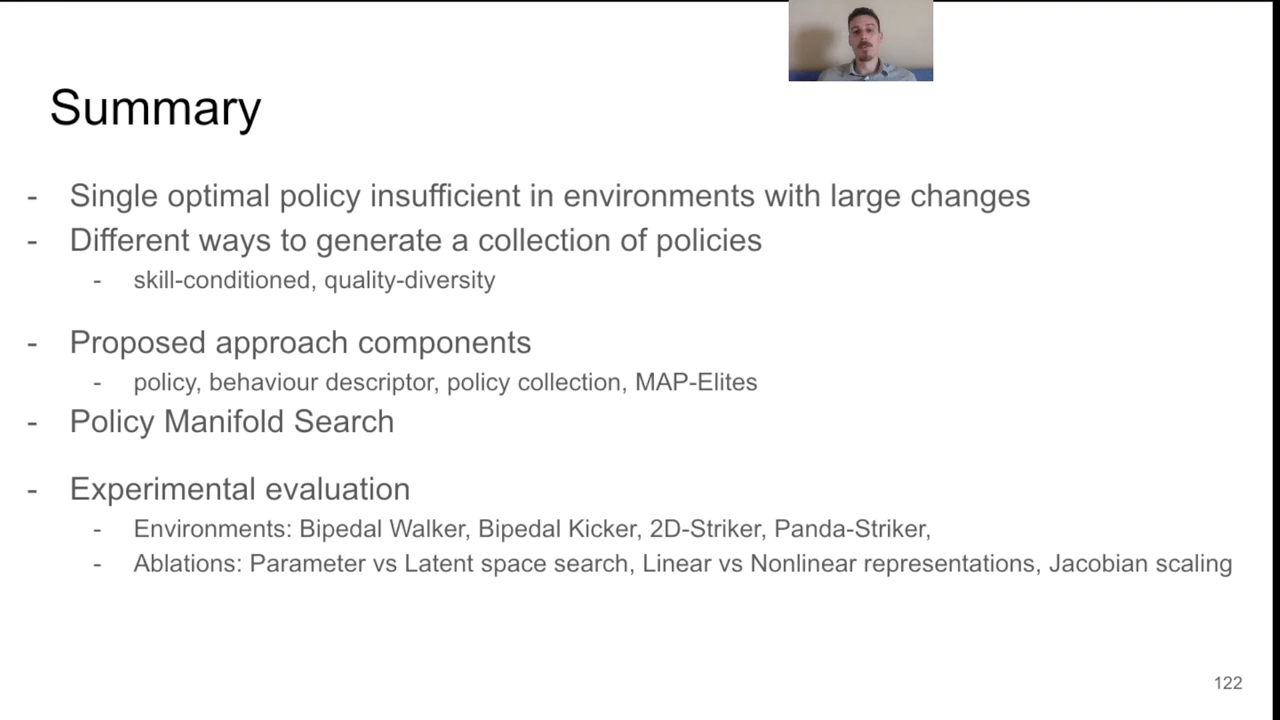 Summary
- Single optimal policy insufficient in environments with large changes
- Different ways to generate a collection of policies
- skill-conditioned, quality-diversity
- Proposed approach components
- policy, behaviour descriptor, policy collection, MAP-Elites
- Policy Manifold Search
- Experimental evaluation
- Environments: Bipedal Walker, Bipedal Kicker, 2D-Striker, Panda-Striker,
- Ablations: Parameter vs Latent space search, Linear vs Nonlinear representations, Jacobian scaling
122